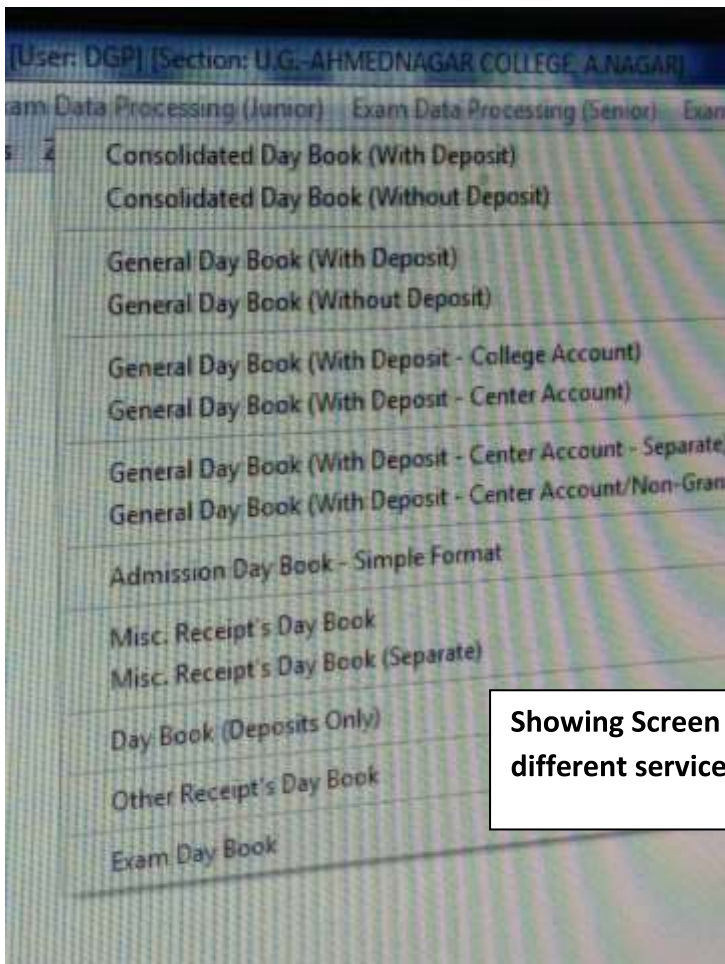 [User: DGP] [Section: U.G.-AHMEDNAGAR COLLEGE, A.NAGAR]
am Data Processing (Junior) Exam Data Processing (Senior) Exam
Consolidated Day Book (With Deposit)
Consolidated Day Book (Without Deposit)
General Day Book (With Deposit)
General Day Book (Without Deposit)
General Day Book (With Deposit - College Account)
General Day Book (With Deposit - Center Account)
General Day Book (With Deposit - Center Account - Separate)
General Day Book (With Deposit - Center Account/Non-Gran
Admission Day Book - Simple Format
Misc. Receipt's Day Book
Misc. Receipt's Day Book (Separate)
Day Book (Deposits Only)
Other Receipt's Day Book
Exam Day Book
Showing Screen
different service